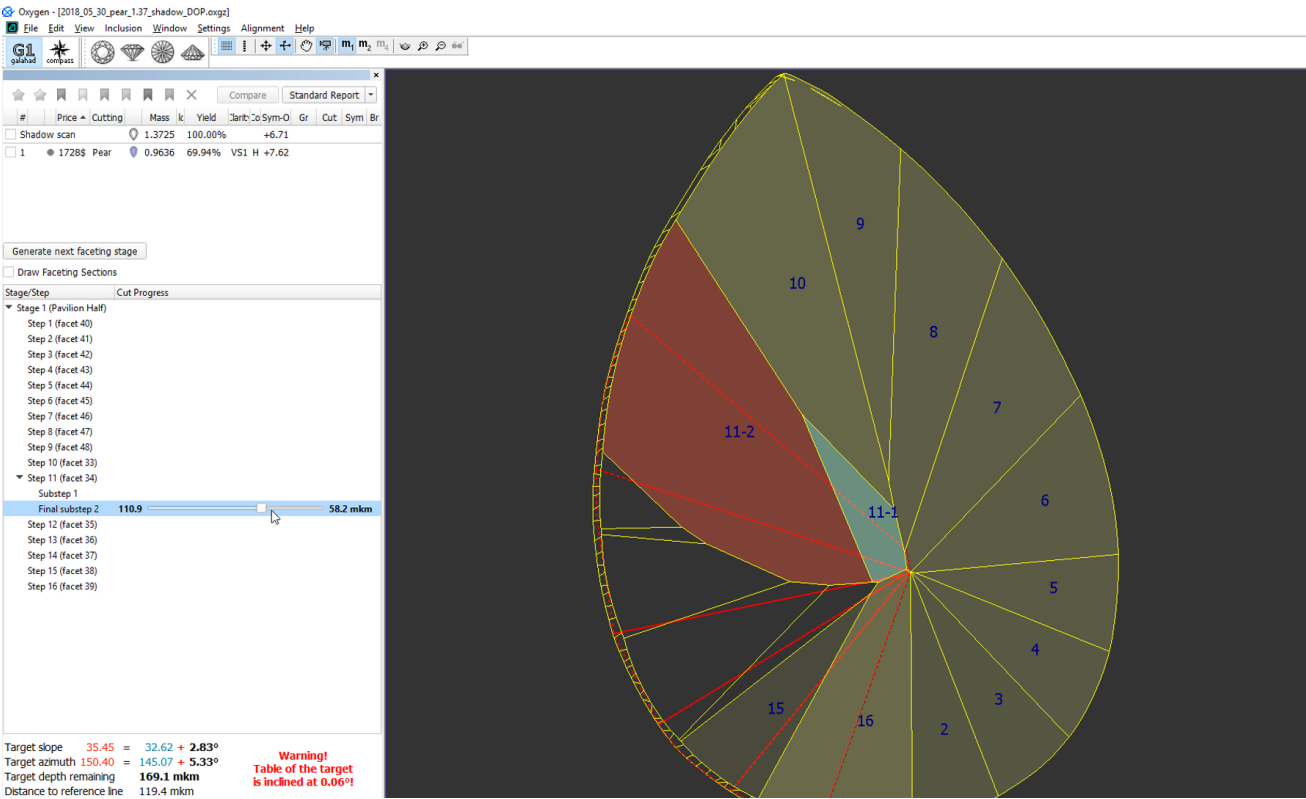 Oxygen - [2018_05_30_pear_1.37_shadow_DOP.oxgz]
File Edit View Inclusion Window Settings Alignment Help
G1 galahad compass m1 m2 m4
Compare Standard Report
# Price Cutting Mass Yield Clarit Co Sym-O Gr Cut Sym Br
Shadow scan 1.3725 100.00% +6.71
1 1728$ Pear 0.9636 69.94% VS1 H +7.62
Generate next faceting stage
Draw Faceting Sections
Stage/Step Cut Progress
Stage 1 (Pavilion Half)
Step 1 (facet 40)
Step 2 (facet 41)
Step 3 (facet 42)
Step 4 (facet 43)
Step 5 (facet 44)
Step 6 (facet 45)
Step 7 (facet 46)
Step 8 (facet 47)
Step 9 (facet 48)
Step 10 (facet 33)
Step 11 (facet 34)
Substep 1
Final substep 2 110.9 58.2 mkm
Step 12 (facet 35)
Step 13 (facet 36)
Step 14 (facet 37)
Step 15 (facet 38)
Step 16 (facet 39)
Target slope 35.45 = 32.62 + 2.83º
Target azimuth 150.40 = 145.07 + 5.33º
Target depth remaining 169.1 mkm
Distance to reference line 119.4 mkm
Warning!
Table of the target
is inclined at 0.06º!
9
10
8
7
11-2
6
11-1
5
4
3
15
16
2